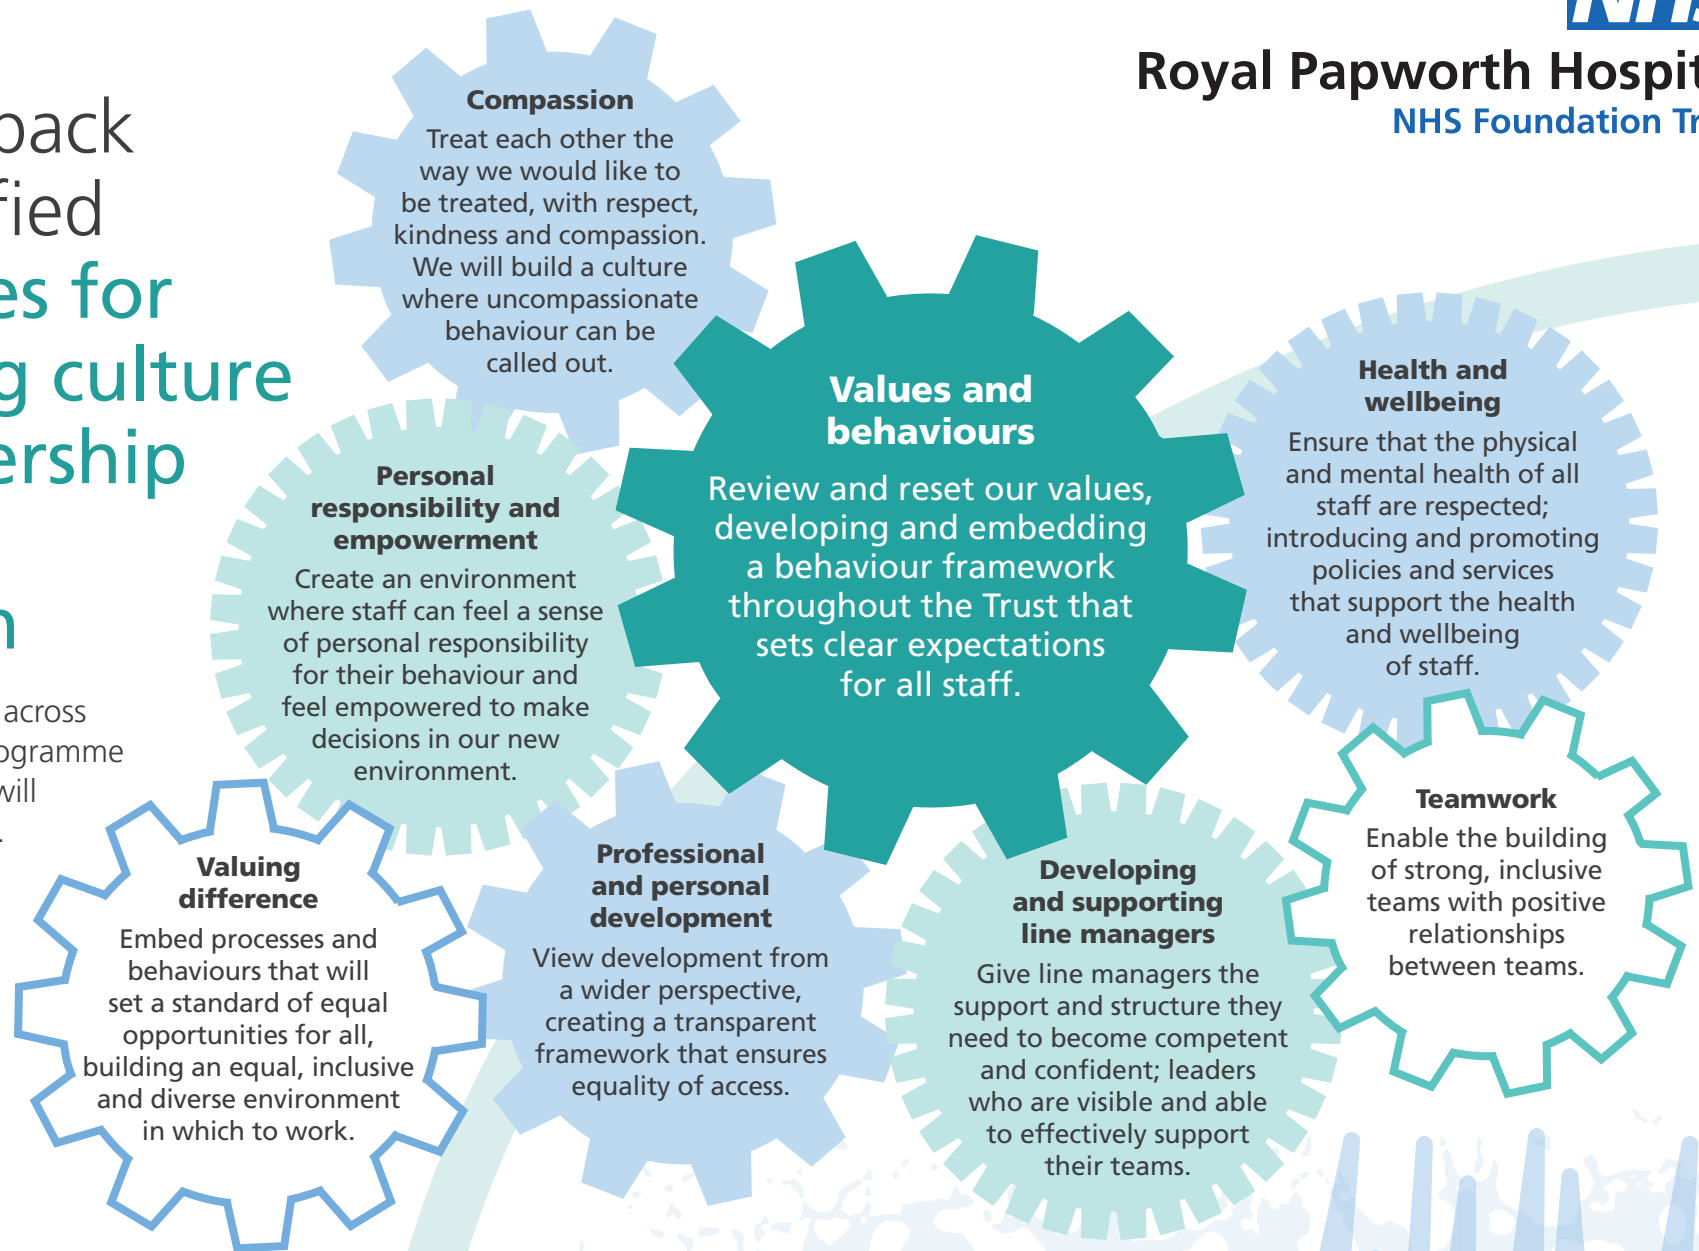 NHS
Royal Papworth Hospit
NHS Foundation Tr
back
fied
es for
g culture
ership
n
across
ogramme
will
.
Compassion
Treat each other the
way we would like to
be treated, with respect,
kindness and compassion.
We will build a culture
where uncompassionate
behaviour can be
called out.
Values and
behaviours
Review and reset our values,
developing and embedding
a behaviour framework
throughout the Trust that
sets clear expectations
for all staff.
Health and
wellbeing
Ensure that the physical
and mental health of all
staff are respected;
introducing and promoting
policies and services
that support the health
and wellbeing
of staff.
Personal
responsibility and
empowerment
Create an environment
where staff can feel a sense
of personal responsibility
for their behaviour and
feel empowered to make
decisions in our new
environment.
Teamwork
Enable the building
of strong, inclusive
teams with positive
relationships
between teams.
Valuing
difference
Embed processes and
behaviours that will
set a standard of equal
opportunities for all,
building an equal, inclusive
and diverse environment
in which to work.
Professional
and personal
development
View development from
a wider perspective,
creating a transparent
framework that ensures
equality of access.
Developing
and supporting
line managers
Give line managers the
support and structure they
need to become competent
and confident; leaders
who are visible and able
to effectively support
their teams.